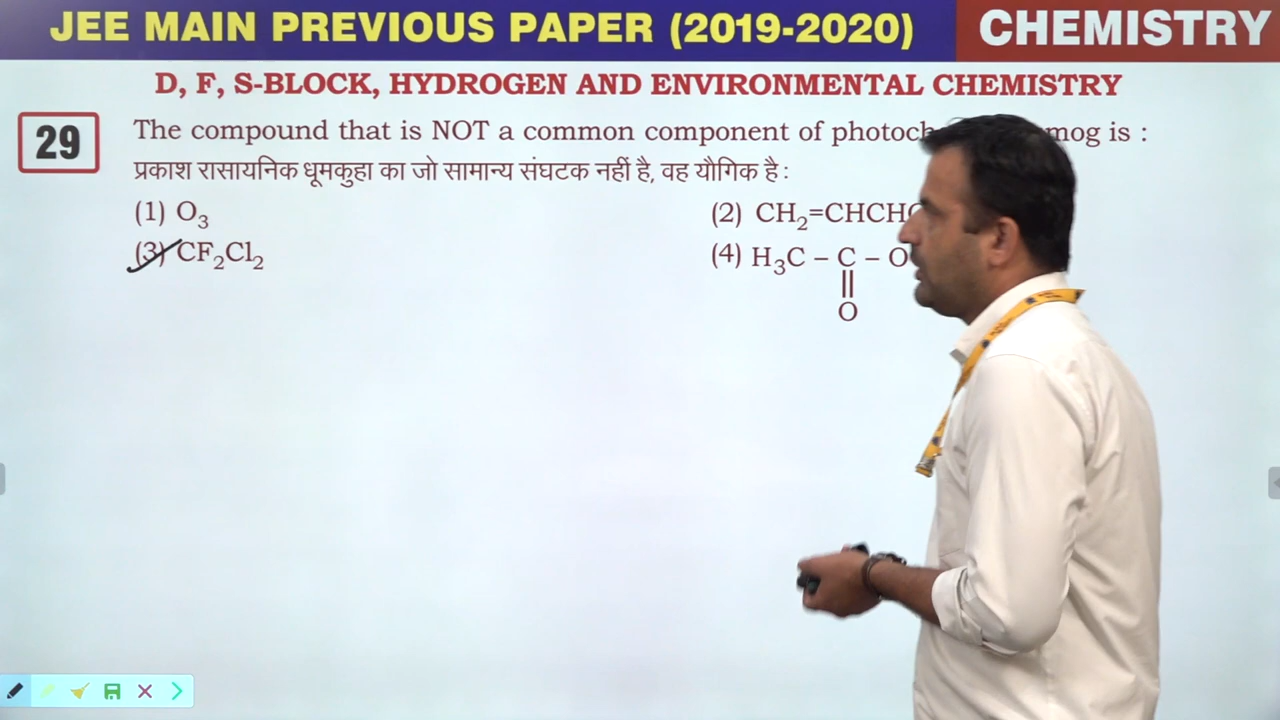 JEE MAIN PREVIOUS PAPER (2019-2020) CHEMISTRY
D, F, S-BLOCK, HYDROGEN AND ENVIRONMENTAL CHEMISTRY
29 The compound that is NOT a common component of mog is :
प्रकाश रासायनिक धूमकुहा का जो सामान्य संघटक नहीं है, वह यौगिक है :
(1) O₃ (2) CH₂=CHCH
(3) CF₂Cl₂ (4) H₃C – C – O
||
O